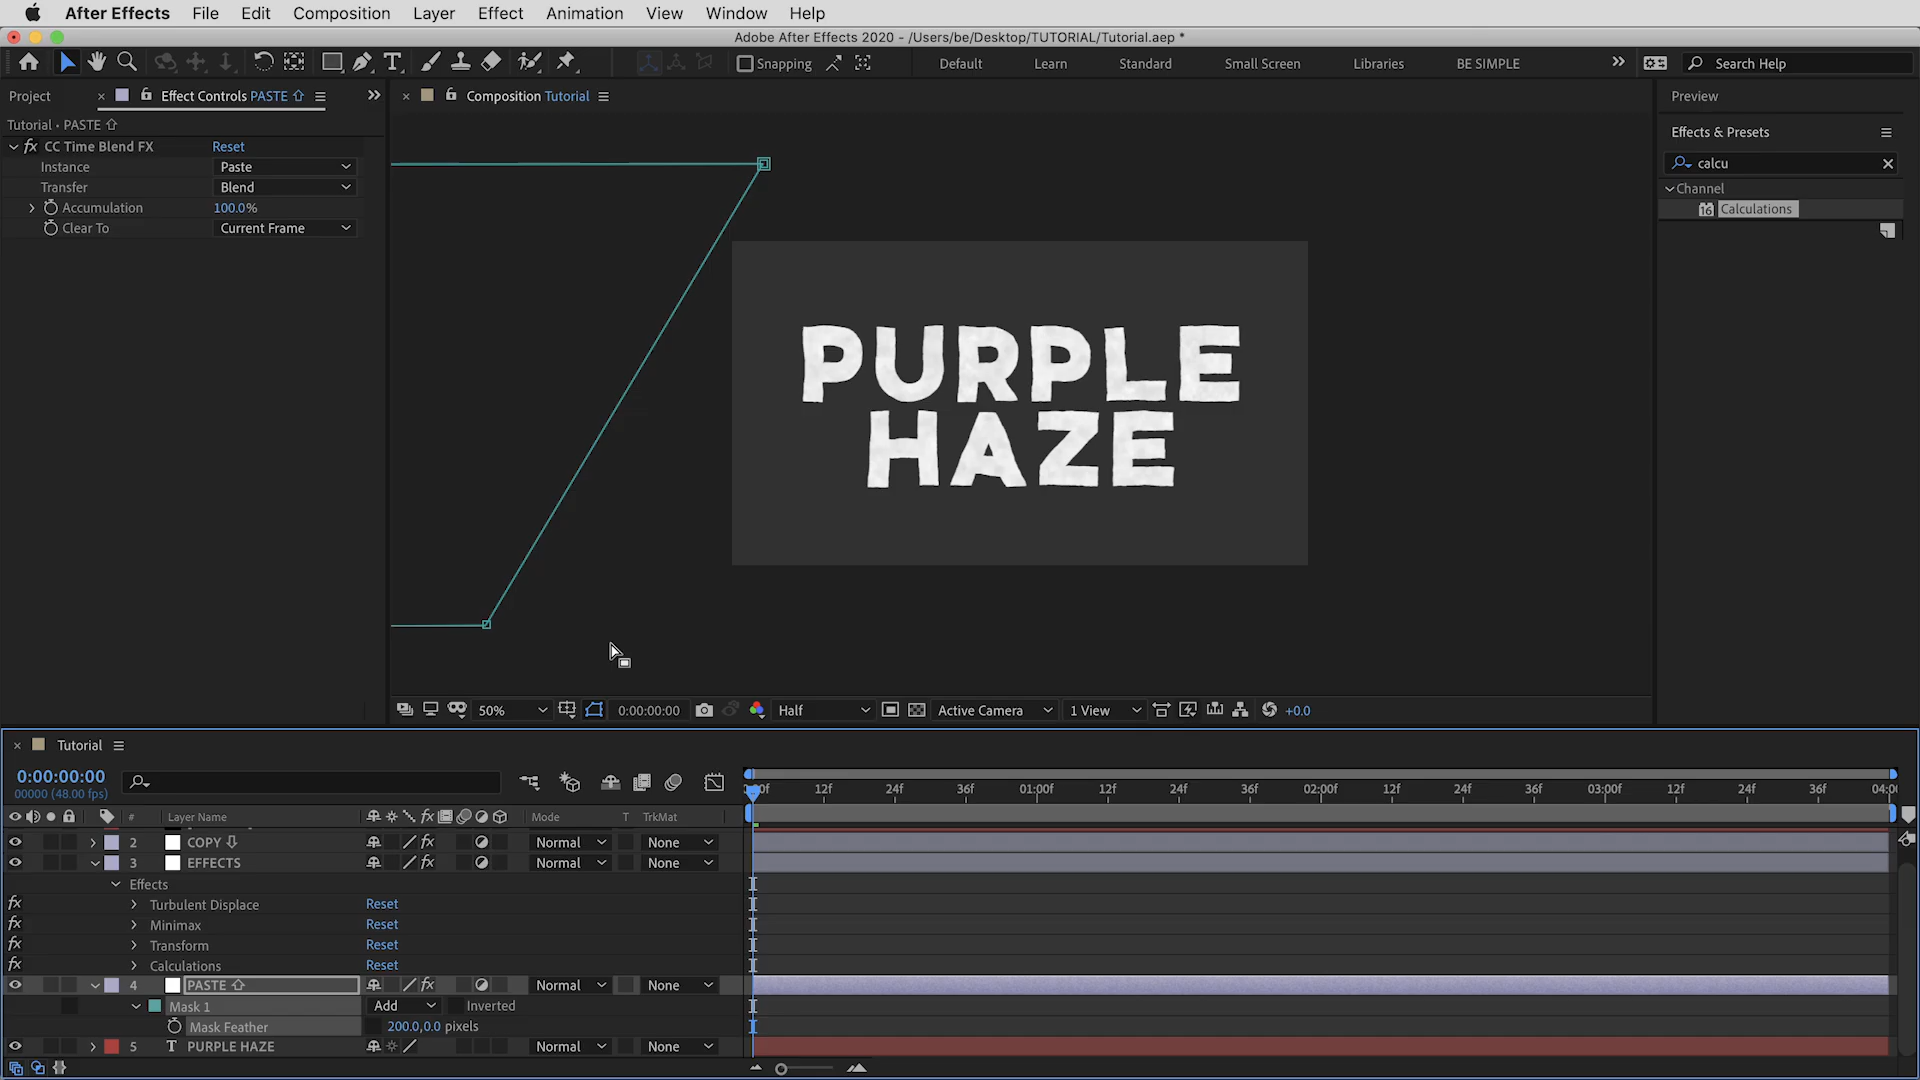 After Effects File Edit Composition Layer Effect Animation View Window Help
Adobe After Effects 2020 - /Users/be/Desktop/TUTORIAL/Tutorial.aep *
Snapping Default Learn Standard Small Screen Libraries BE SIMPLE Search Help
Project Effect Controls PASTE Composition Tutorial Preview
Tutorial • PASTE Effects & Presets
CC Time Blend FX Reset
Instance Paste calcu
Transfer Blend Channel
Accumulation 100.0% 16 Calculations
Clear To Current Frame
PURPLE
HAZE
50% 0:00:00:00 Half Active Camera 1 View +0.0
Tutorial
0:00:00:00
00000 (48.00 fps) 12f 24f 36f 01:00f 12f 24f 36f 02:00f 12f 24f 36f 03:00f 12f 24f 36f
# Layer Name Mode T TrkMat
2 COPY Normal None
3 EFFECTS Normal None
Effects
fx Turbulent Displace Reset
fx Minimax Reset
fx Transform Reset
fx Calculations Reset
4 PASTE Normal None
Mask 1 Add Inverted
Mask Feather 200.0,0.0 pixels
5 T PURPLE HAZE Normal None